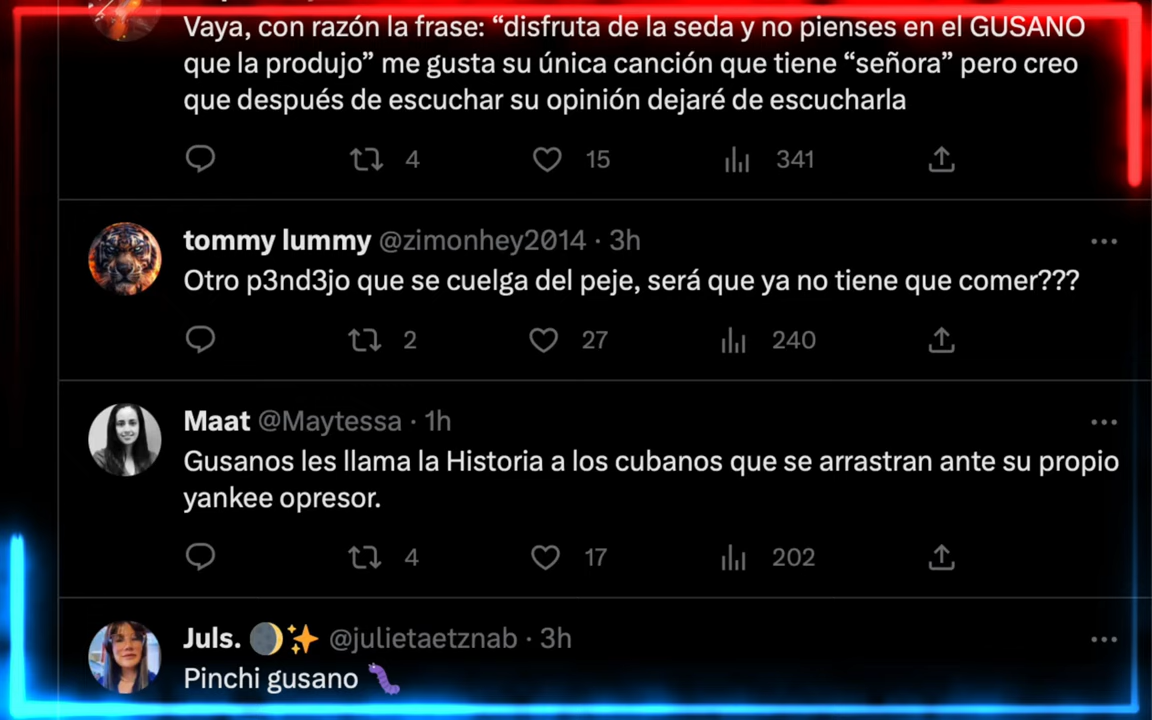 Vaya, con razón la frase: “disfruta de la seda y no pienses en el GUSANO
que la produjo” me gusta su única canción que tiene “señora” pero creo
que después de escuchar su opinión dejaré de escucharla
4 15 341
tommy lummy @zimonhey2014 · 3h
Otro p3nd3jo que se cuelga del peje, será que ya no tiene que comer???
2 27 240
Maat @Maytessa · 1h
Gusanos les llama la Historia a los cubanos que se arrastran ante su propio
yankee opresor.
4 17 202
Juls. 🌒✨ @julietaetznab · 3h
Pinchi gusano 🪱